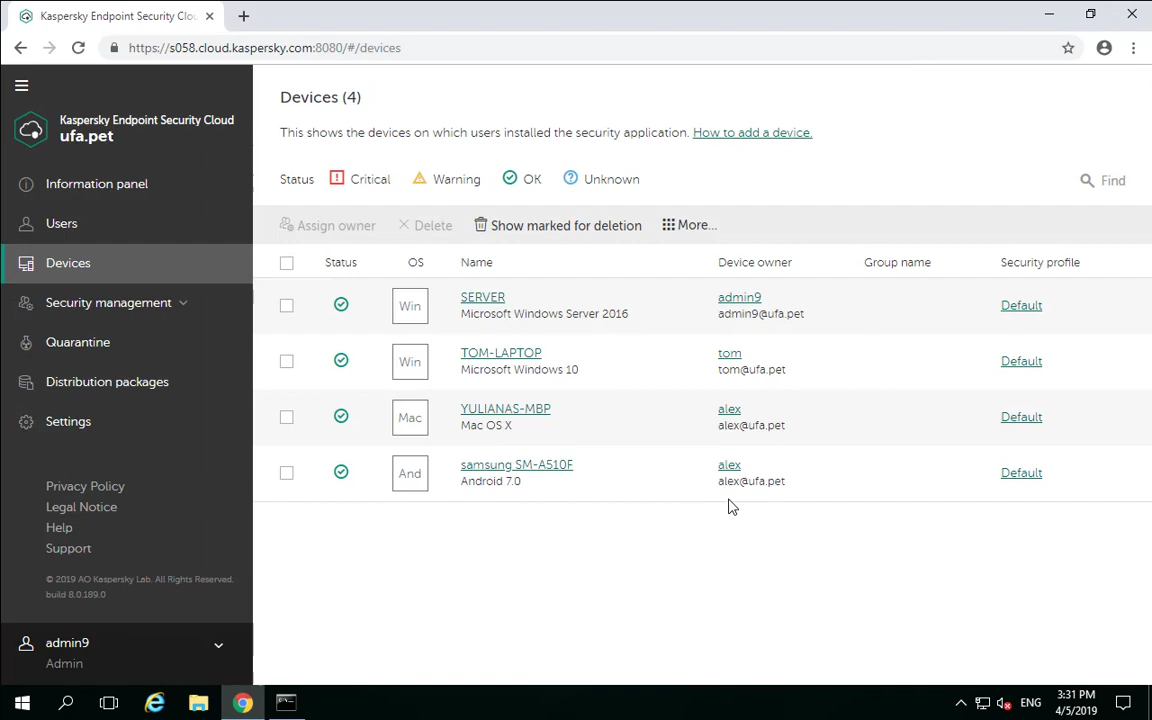 Kaspersky Endpoint Security Clou
https://s058.cloud.kaspersky.com:8080/#/devices
Kaspersky Endpoint Security Cloud
ufa.pet
Information panel
Users
Devices
Security management
Quarantine
Distribution packages
Settings
Privacy Policy
Legal Notice
Help
Support
© 2019 AO Kaspersky Lab. All Rights Reserved.
build 8.0.189.0
admin9
Admin
Devices (4)
This shows the devices on which users installed the security application. How to add a device.
Status Critical Warning OK Unknown Find
Assign owner Delete Show marked for deletion More...
Status OS Name Device owner Group name Security profile
Win SERVER admin9 Default
Microsoft Windows Server 2016 admin9@ufa.pet
Win TOM-LAPTOP tom Default
Microsoft Windows 10 tom@ufa.pet
Mac YULIANAS-MBP alex Default
Mac OS X alex@ufa.pet
And samsung SM-A510F alex Default
Android 7.0 alex@ufa.pet
ENG 3:31 PM
4/5/2019